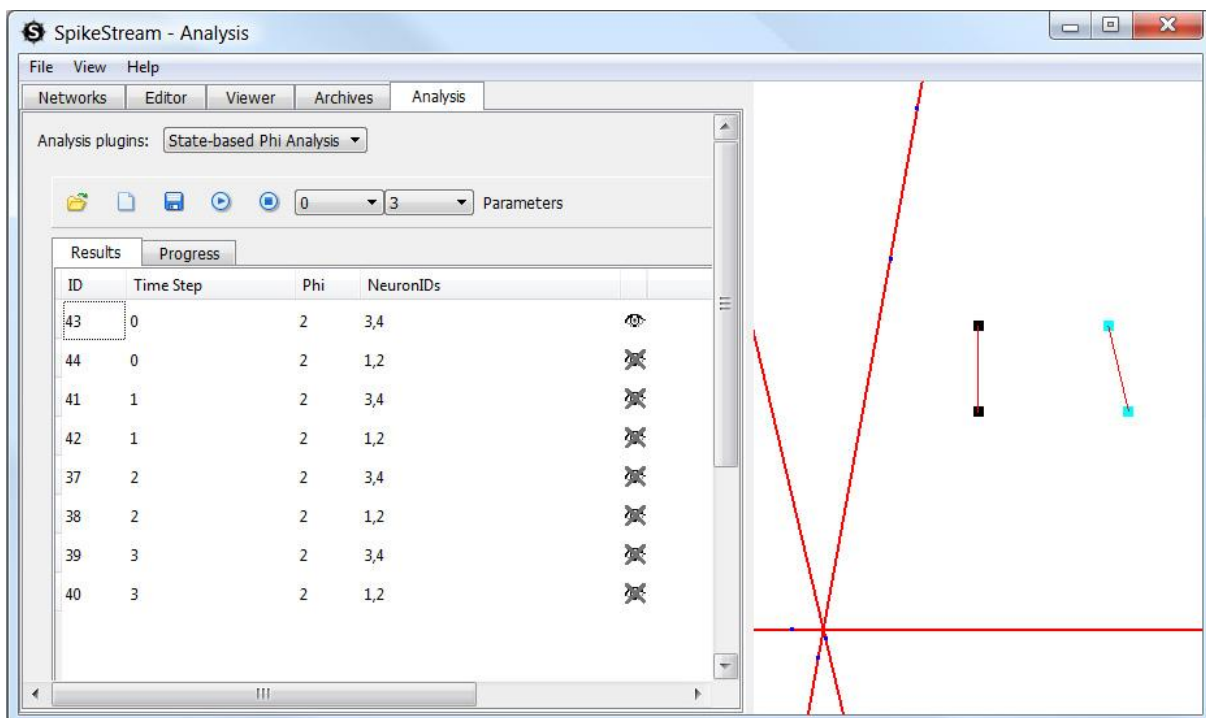 SpikeStream - Analysis
File View Help
Networks Editor Viewer Archives Analysis
Analysis plugins: State-based Phi Analysis
0 3 Parameters
Results Progress
ID Time Step Phi NeuronIDs
43 0 2 3,4
44 0 2 1,2
41 1 2 3,4
42 1 2 1,2
37 2 2 3,4
38 2 2 1,2
39 3 2 3,4
40 3 2 1,2